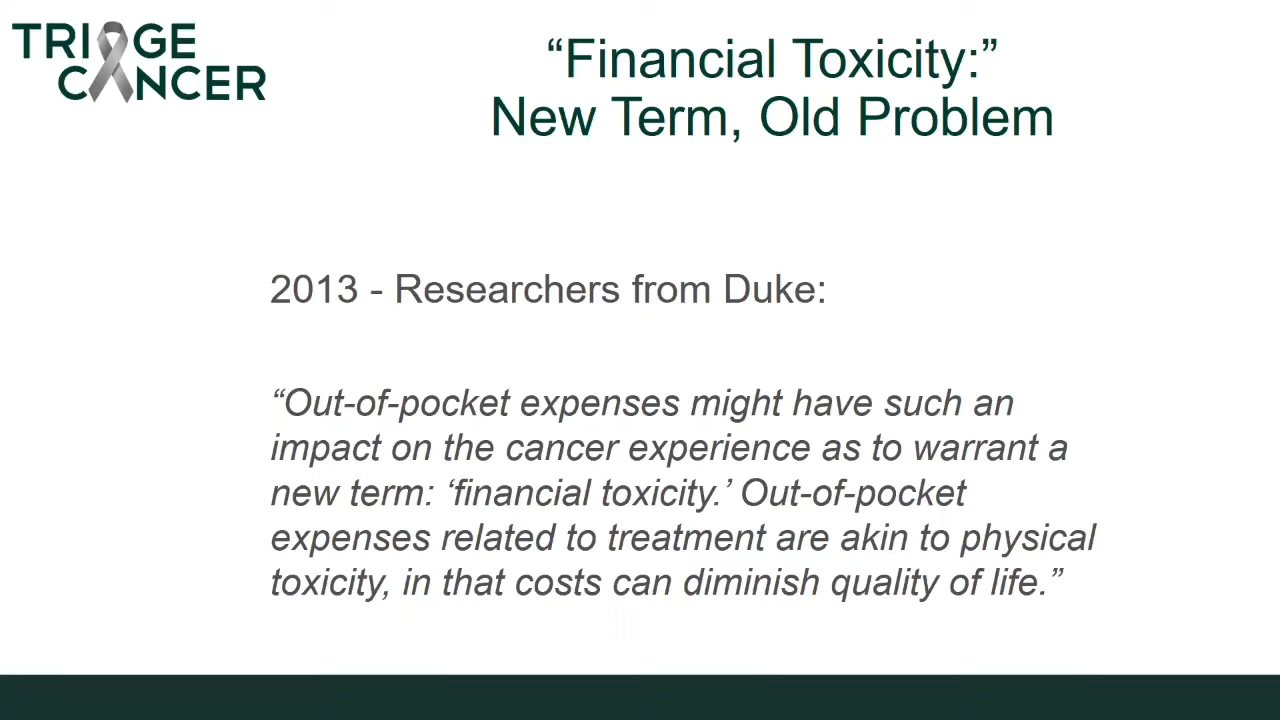 TRIAGE
CANCER
“Financial Toxicity:”
New Term, Old Problem
2013 - Researchers from Duke:
“Out-of-pocket expenses might have such an
impact on the cancer experience as to warrant a
new term: ‘financial toxicity.’ Out-of-pocket
expenses related to treatment are akin to physical
toxicity, in that costs can diminish quality of life.”